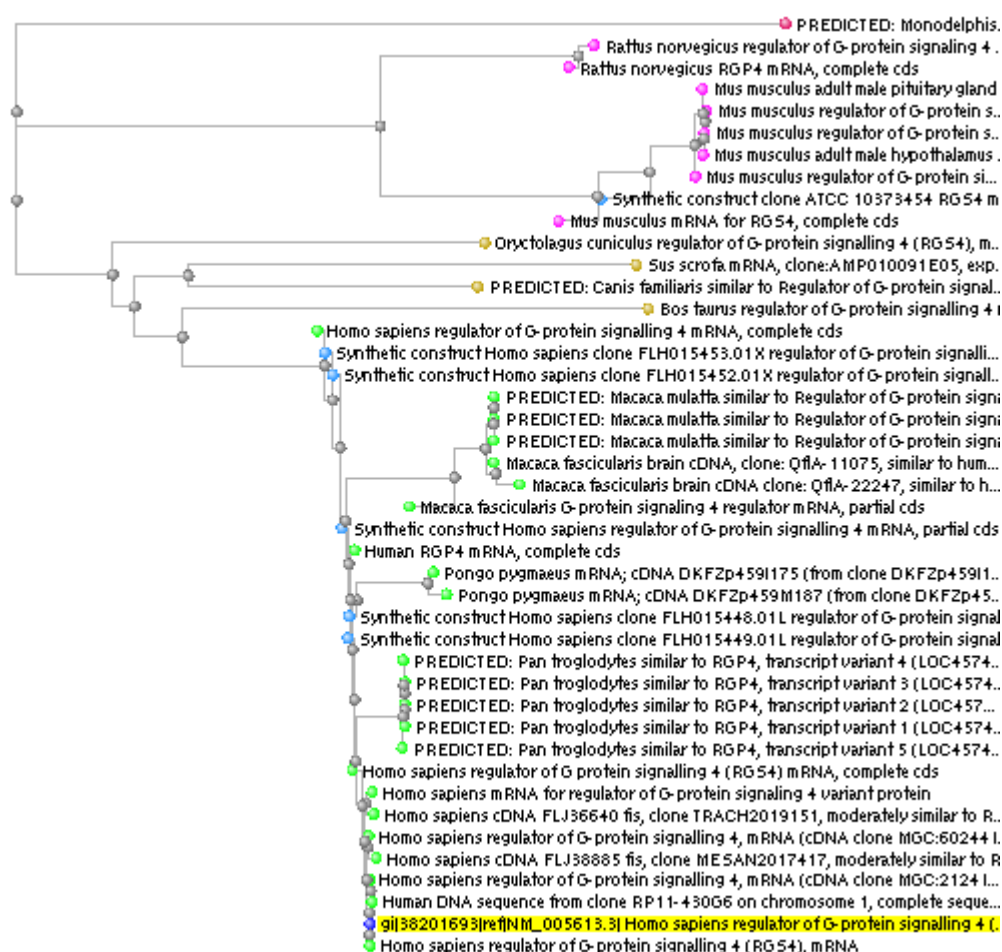 PREDICTED: Monodelphis.
Rattus norvegicus regulator of G-protein signaling 4 .
Rattus norvegicus RGP4 mRNA, complete cds
Mus musculus adult male pituitary gland
Mus musculus regulator of G-protein s...
Mus musculus regulator of G-protein s...
Mus musculus adult male hypothalamus .
Mus musculus regulator of G-protein si...
Synthetic construct clone ATCC 10373454 RGS4 m
Mus musculus mRNA for RGS4, complete cds
Oryctolagus cuniculus regulator of G-protein signalling 4 (RGS4), m...
Sus scrofa mRNA, clone:AMP010091E05, exp.
PREDICTED: Canis familiaris similar to Regulator of G-protein signal...
Bos taurus regulator of G-protein signalling 4 r
Homo sapiens regulator of G-protein signalling 4 mRNA, complete cds
Synthetic construct Homo sapiens clone FLH015453.01X regulator of G-protein signalli...
Synthetic construct Homo sapiens clone FLH015452.01X regulator of G-protein signall...
PREDICTED: Macaca mulatta similar to Regulator of G-protein signa
PREDICTED: Macaca mulatta similar to Regulator of G-protein signa
PREDICTED: Macaca mulatta similar to Regulator of G-protein signa
Macaca fascicularis brain cDNA, clone: QflA-11075, similar to hum...
Macaca fascicularis brain cDNA clone: QflA-22247, similar to h...
Macaca fascicularis G-protein signaling 4 regulator mRNA, partial cds
Synthetic construct Homo sapiens regulator of G-protein signalling 4 mRNA, partial cds
Human RGP4 mRNA, complete cds
Pongo pygmaeus mRNA; cDNA DKFZp459I175 (from clone DKFZp459I1...
Pongo pygmaeus mRNA; cDNA DKFZp459M187 (from clone DKFZp45...
Synthetic construct Homo sapiens clone FLH015448.01L regulator of G-protein signal
Synthetic construct Homo sapiens clone FLH015449.01L regulator of G-protein signal
PREDICTED: Pan troglodytes similar to RGP4, transcript variant 4 (LOC4574...
PREDICTED: Pan troglodytes similar to RGP4, transcript variant 3 (LOC4574...
PREDICTED: Pan troglodytes similar to RGP4, transcript variant 2 (LOC457...
PREDICTED: Pan troglodytes similar to RGP4, transcript variant 1 (LOC4574...
PREDICTED: Pan troglodytes similar to RGP4, transcript variant 5 (LOC4574...
Homo sapiens regulator of G protein signalling 4 (RGS4) mRNA, complete cds
Homo sapiens mRNA for regulator of G-protein signaling 4 variant protein
Homo sapiens cDNA FLJ36640 fis, clone TRACH2019151, moderately similar to R...
Homo sapiens regulator of G-protein signalling 4, mRNA (cDNA clone MGC:60244 I.
Homo sapiens cDNA FLJ38885 fis, clone MESAN2017417, moderately similar to R
Homo sapiens regulator of G-protein signalling 4, mRNA (cDNA clone MGC:2124 I...
Human DNA sequence from clone RP11-430G6 on chromosome 1, complete seque...
gi|38201693|ref|NM_005613.3| Homo sapiens regulator of G-protein signalling 4 (.
Homo sapiens regulator of G-protein signalling 4 (RGS4), mRNA